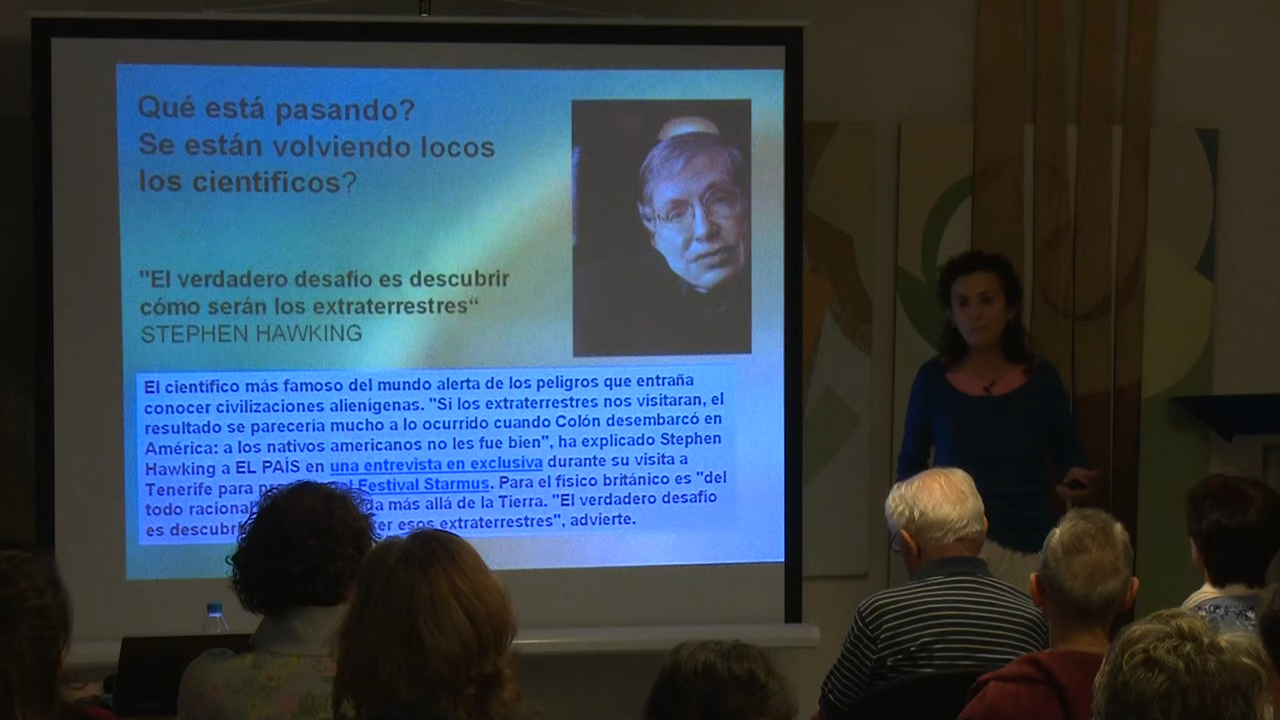 Qué está pasando?
Se están volviendo locos
los cientificos?
"El verdadero desafio es descubrir
cómo serán los extraterrestres“
STEPHEN HAWKING
El científico más famoso del mundo alerta de los peligros que entraña
conocer civilizaciones alienígenas. "Si los extraterrestres nos visitaran, el
resultado se pareceria mucho a lo ocurrido cuando Colón desembarcó en
América: a los nativos americanos no les fue bien", ha explicado Stephen
Hawking a EL PAÍS en una entrevista en exclusiva durante su visita a
Tenerife para Festival Starmus. Para el físico británico es "del
todo racional más allá de la Tierra. "El verdadero desafio
es esos extraterrestres", advierte.